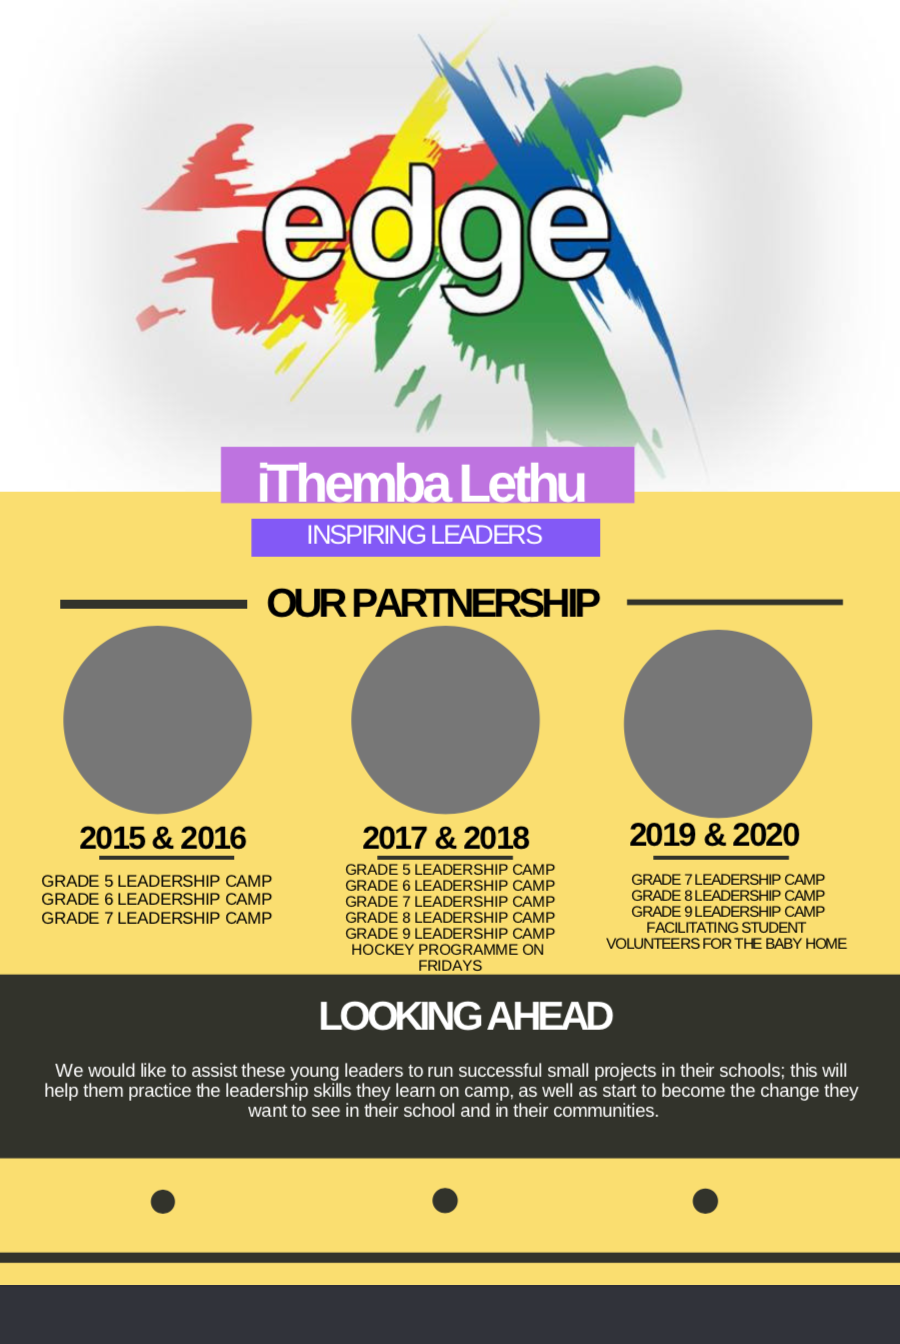 edge
iThemba Lethu
INSPIRING LEADERS
OUR PARTNERSHIP
2015 & 2016
GRADE 5 LEADERSHIP CAMP
GRADE 6 LEADERSHIP CAMP
GRADE 7 LEADERSHIP CAMP
2017 & 2018
GRADE 5 LEADERSHIP CAMP
GRADE 6 LEADERSHIP CAMP
GRADE 7 LEADERSHIP CAMP
GRADE 8 LEADERSHIP CAMP
GRADE 9 LEADERSHIP CAMP
HOCKEY PROGRAMME ON
FRIDAYS
2019 & 2020
GRADE 7 LEADERSHIP CAMP
GRADE 8 LEADERSHIP CAMP
GRADE 9 LEADERSHIP CAMP
FACILITATING STUDENT
VOLUNTEERS FOR THE BABY HOME
LOOKING AHEAD
We would like to assist these young leaders to run successful small projects in their schools; this will
help them practice the leadership skills they learn on camp, as well as start to become the change they
want to see in their school and in their communities.